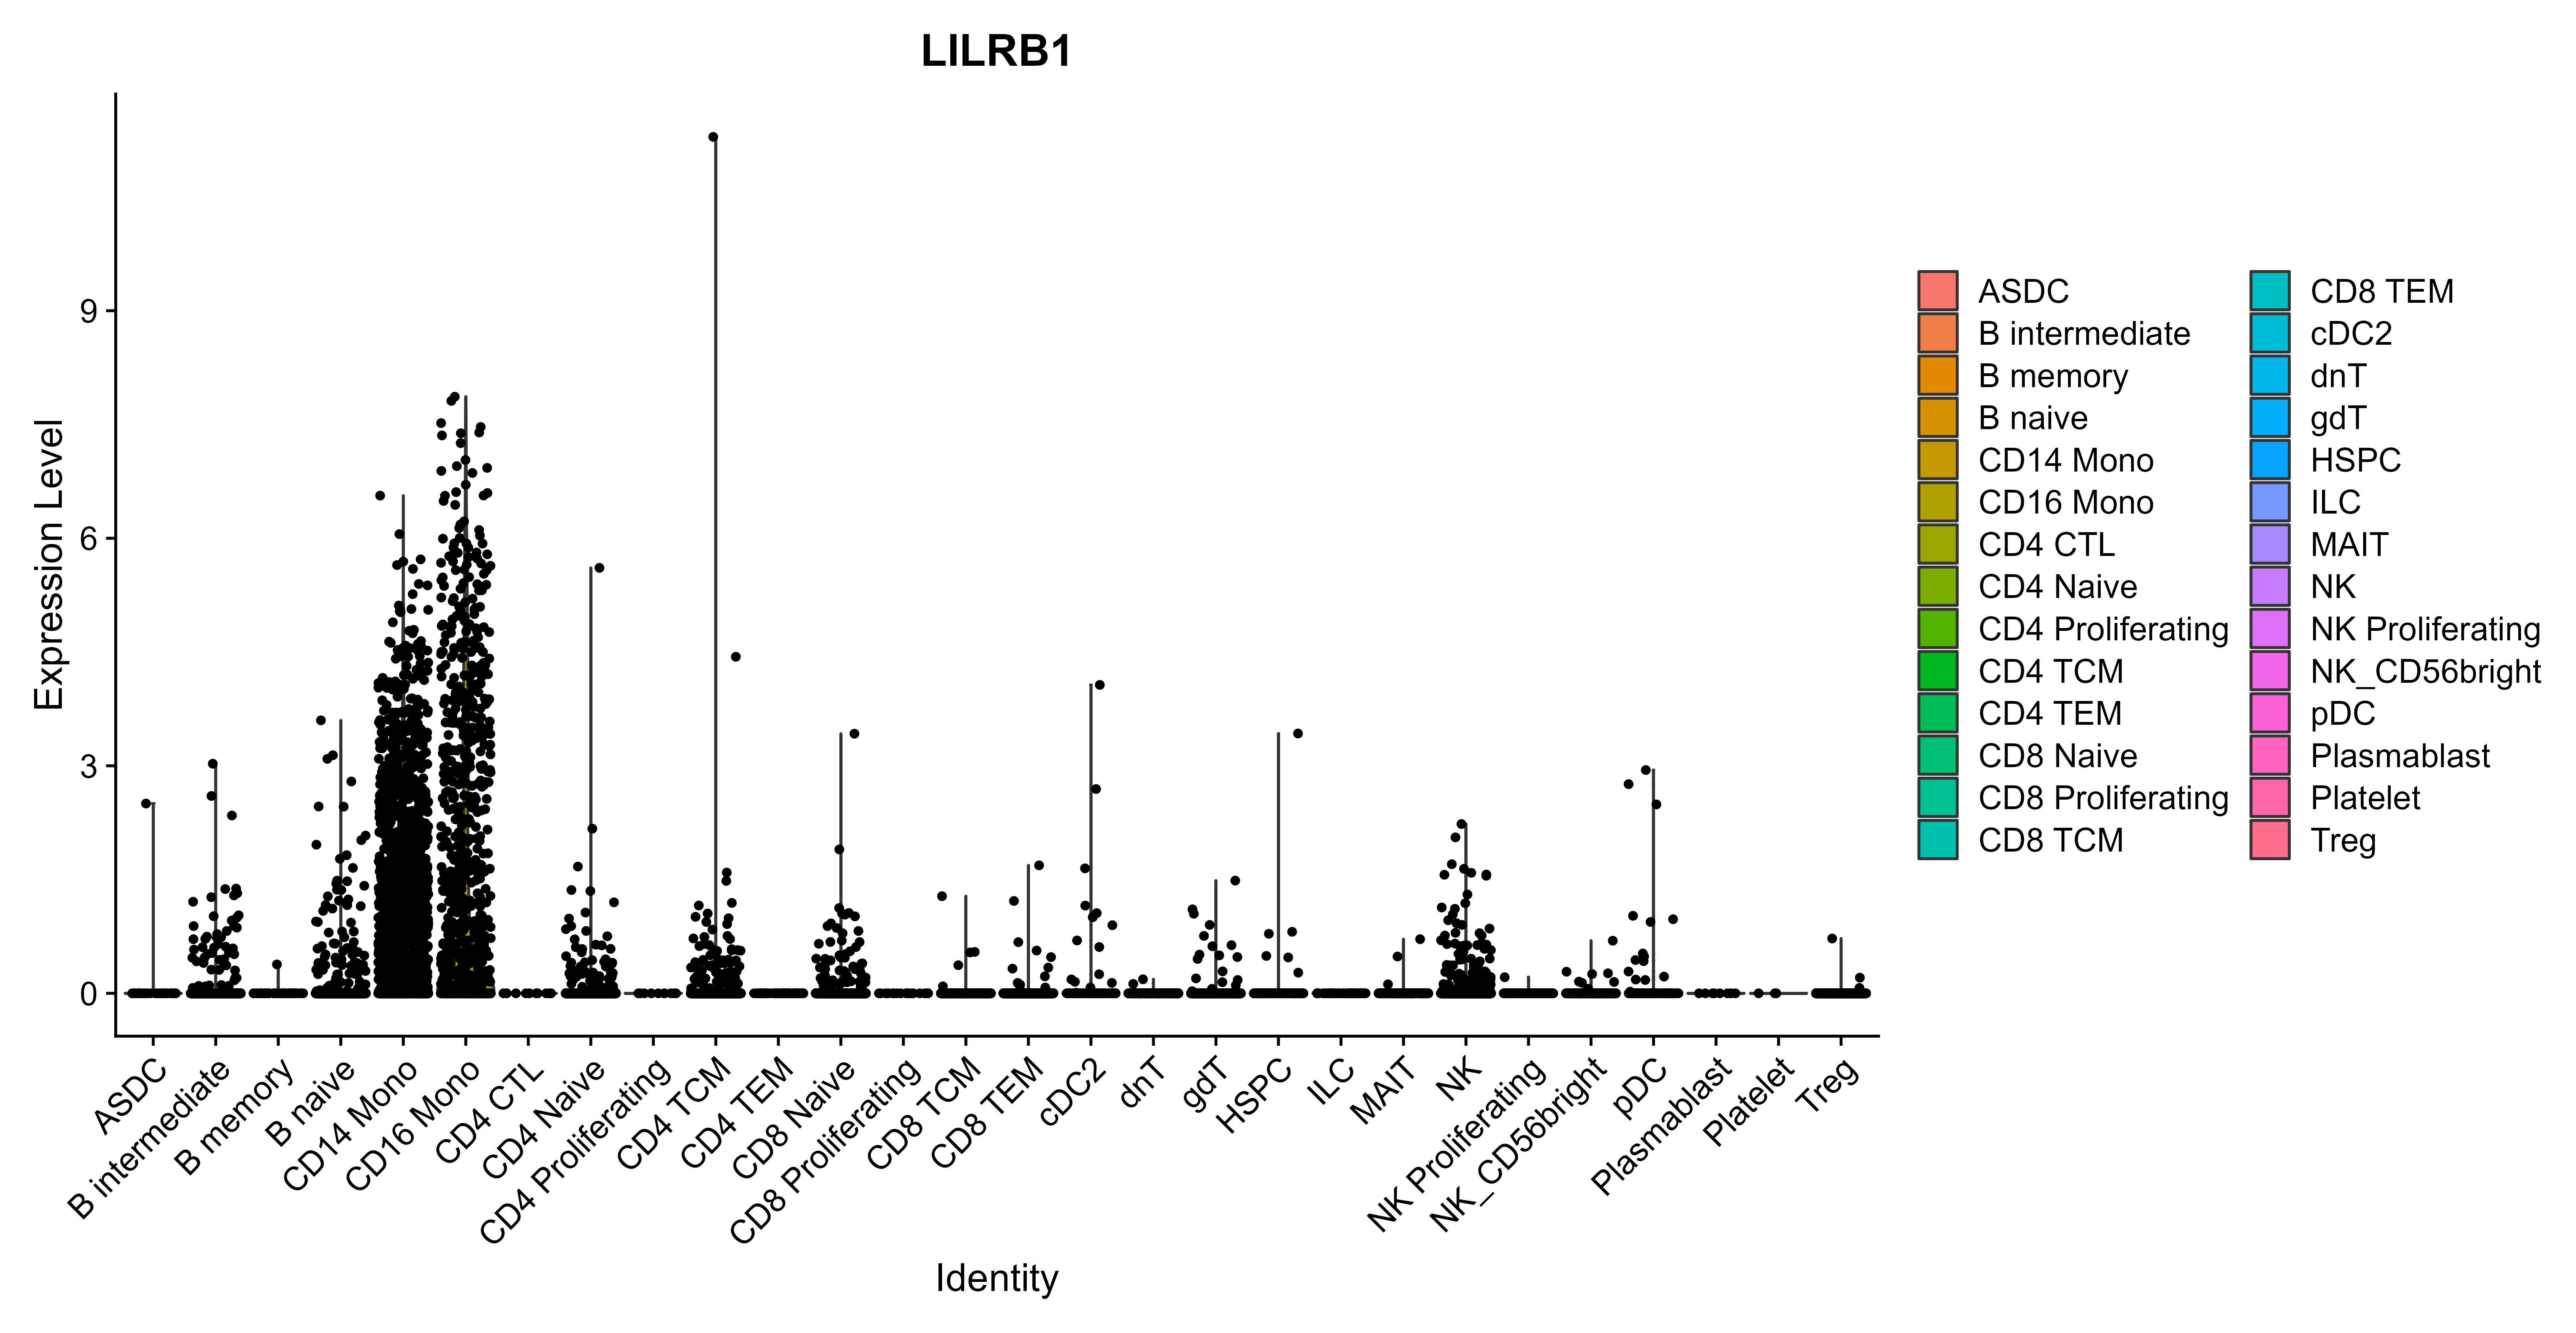 LILRB1
Expression Level
9
6
3
0
ASDC
B intermediate
B memory
B naive
CD14 Mono
CD16 Mono
CD4 CTL
CD4 Naive
CD4 Proliferating
CD4 TCM
CD4 TEM
CD8 Naive
CD8 Proliferating
CD8 TCM
CD8 TEM
cDC2
dnT
gdT
HSPC
ILC
MAIT
NK
NK Proliferating
NK_CD56bright
pDC
Plasmablast
Platelet
Treg
Identity
ASDC
B intermediate
B memory
B naive
CD14 Mono
CD16 Mono
CD4 CTL
CD4 Naive
CD4 Proliferating
CD4 TCM
CD4 TEM
CD8 Naive
CD8 Proliferating
CD8 TCM
CD8 TEM
cDC2
dnT
gdT
HSPC
ILC
MAIT
NK
NK Proliferating
NK_CD56bright
pDC
Plasmablast
Platelet
Treg